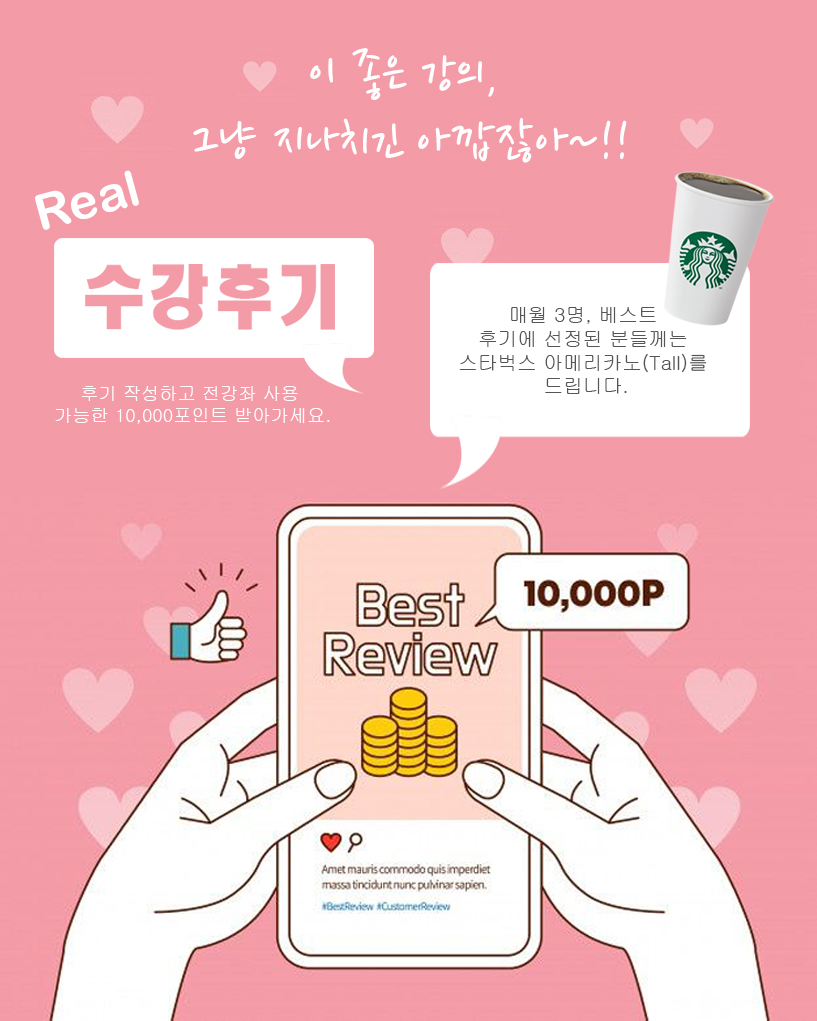 이 좋은 강의,
그냥 지나치긴 아깝잖아~!!
Real
수강후기
후기 작성하고 전강좌 사용
가능한 10,000포인트 받아가세요.
매월 3명, 베스트
후기에 선정된 분들께는
스타벅스 아메리카노(Tall)를
드립니다.
Best
Review
10,000P
Amet mauris commodo quis imperdiet
massa tincidunt nunc pulvinar sapien.
#BestReview #CustomerReview